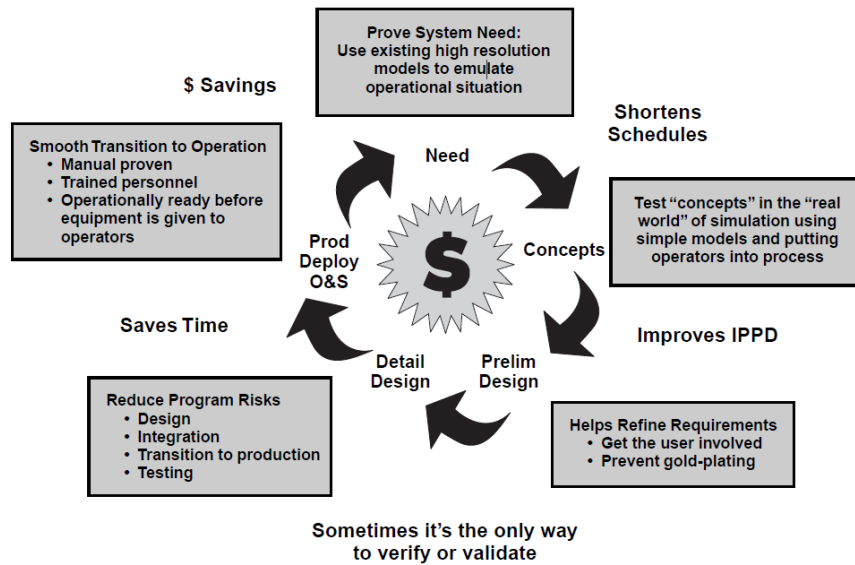 Prove System Need:
Use existing high resolution
models to emulate
operational situation
$ Savings
Shortens
Schedules
Smooth Transition to Operation
• Manual proven
• Trained personnel
• Operationally ready before
equipment is given to
operators
Need
Test “concepts” in the “real
world” of simulation using
simple models and putting
operators into process
Prod
Deploy
O&S
$
Concepts
Saves Time
Improves IPPD
Detail
Design
Prelim
Design
Reduce Program Risks
• Design
• Integration
• Transition to production
• Testing
Helps Refine Requirements
• Get the user involved
• Prevent gold-plating
Sometimes it’s the only way
to verify or validate